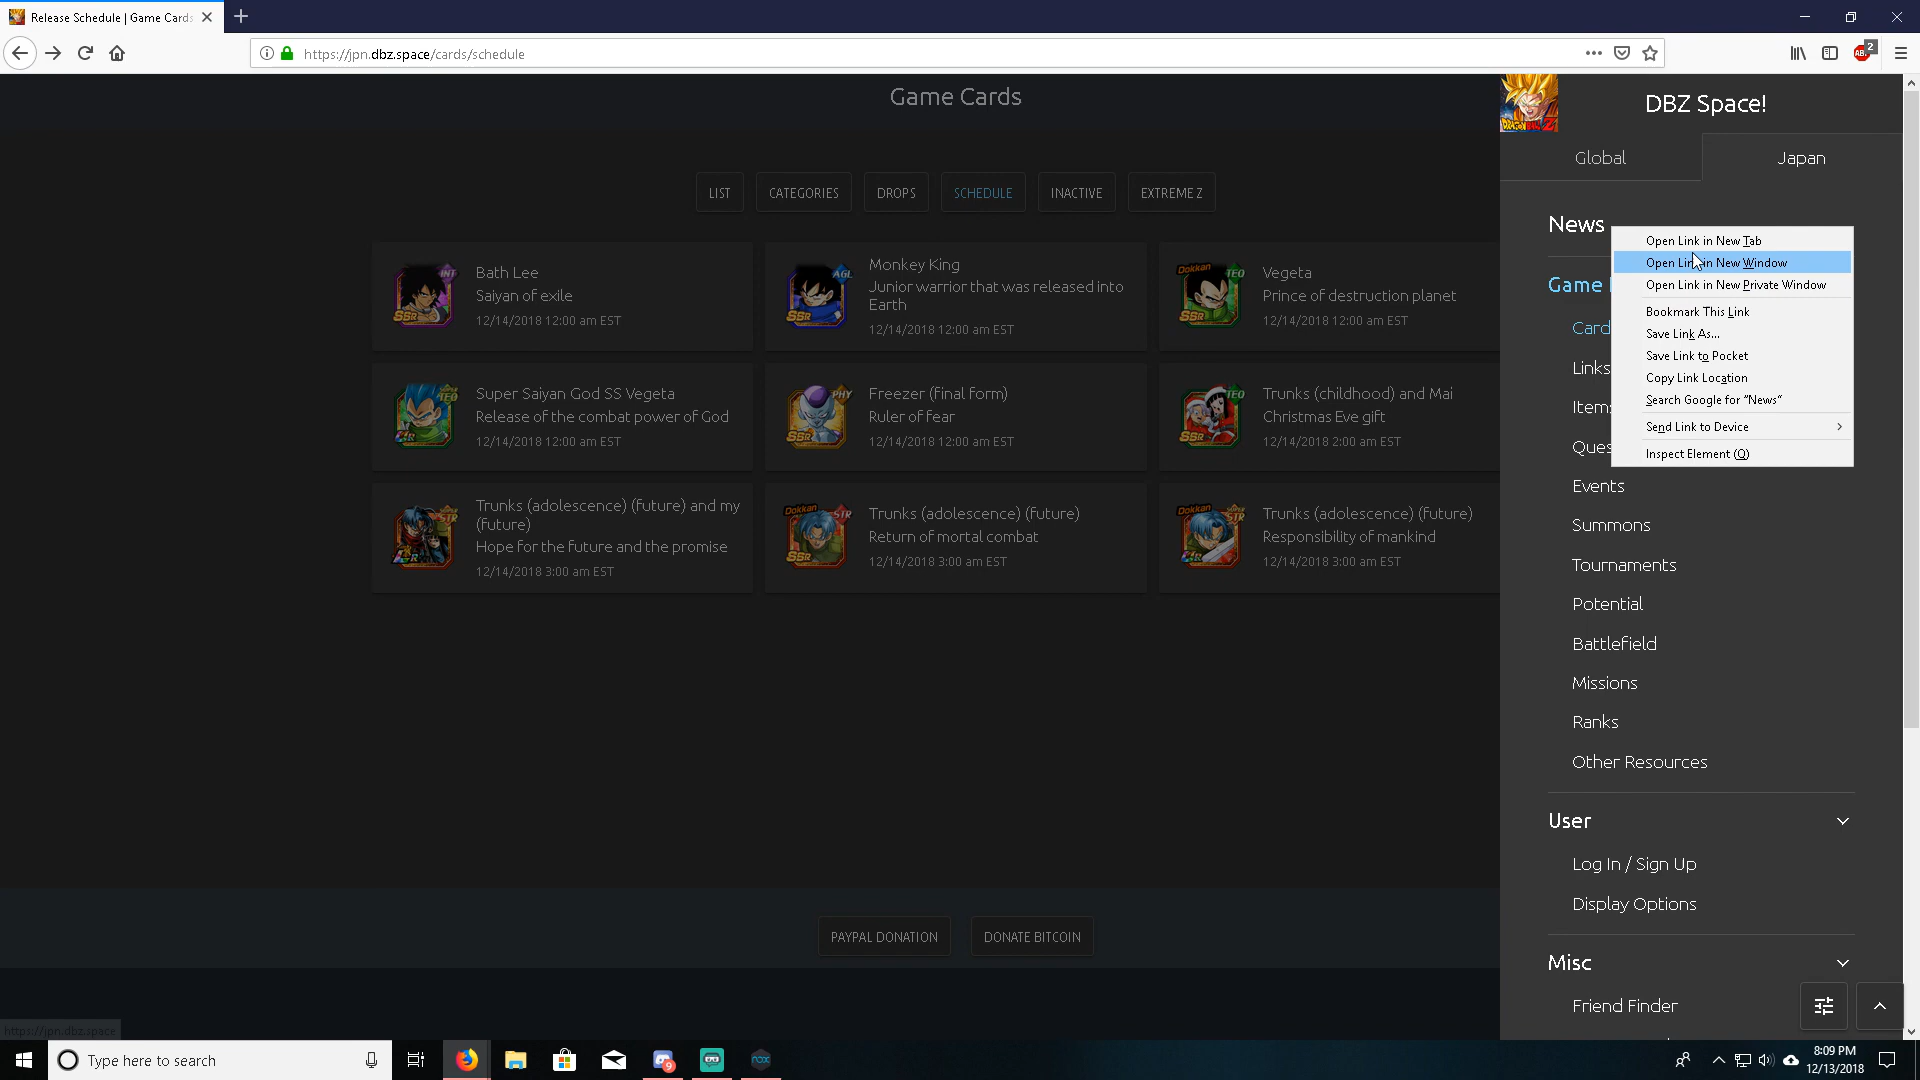 Release Schedule | Game Cards
https://jpn.dbz.space/cards/schedule
2
Game Cards
LIST
CATEGORIES
DROPS
SCHEDULE
INACTIVE
EXTREME Z
Bath Lee
Saiyan of exile
12/14/2018 12:00 am EST
Monkey King
Junior warrior that was released into
Earth
12/14/2018 12:00 am EST
Vegeta
Prince of destruction planet
12/14/2018 12:00 am EST
Super Saiyan God SS Vegeta
Release of the combat power of God
12/14/2018 12:00 am EST
Freezer (final form)
Ruler of fear
12/14/2018 12:00 am EST
Trunks (childhood) and Mai
Christmas Eve gift
12/14/2018 2:00 am EST
Trunks (adolescence) (future) and my
(future)
Hope for the future and the promise
12/14/2018 3:00 am EST
Trunks (adolescence) (future)
Return of mortal combat
12/14/2018 3:00 am EST
Trunks (adolescence) (future)
Responsibility of mankind
12/14/2018 3:00 am EST
PAYPAL DONATION
DONATE BITCOIN
DBZ Space!
Global
Japan
News
Game
Card
Links
Items
Ques
Events
Summons
Tournaments
Potential
Battlefield
Missions
Ranks
Other Resources
User
Log In / Sign Up
Display Options
Misc
Friend Finder
Open Link in New Tab
Open Link in New Window
Open Link in New Private Window
Bookmark This Link
Save Link As...
Save Link to Pocket
Copy Link Location
Search Google for "News"
Send Link to Device
Inspect Element (Q)
https://jpn.dbz.space
Type here to search
9
nox
8:09 PM
12/13/2018